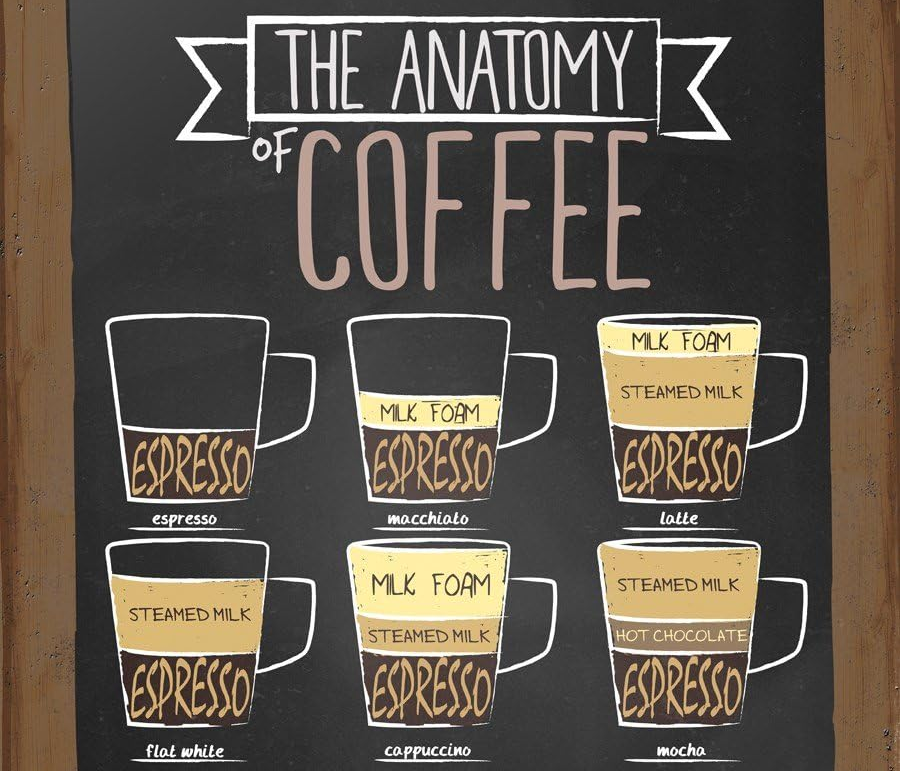 THE ANATOMY
OF COFFEE
ESPRESSO
espresso
MILK FOAM
ESPRESSO
macchiato
MILK FOAM
STEAMED MILK
ESPRESSO
latte
STEAMED MILK
ESPRESSO
flat white
MILK FOAM
STEAMED MILK
ESPRESSO
cappuccino
STEAMED MILK
HOT CHOCOLATE
ESPRESSO
mocha